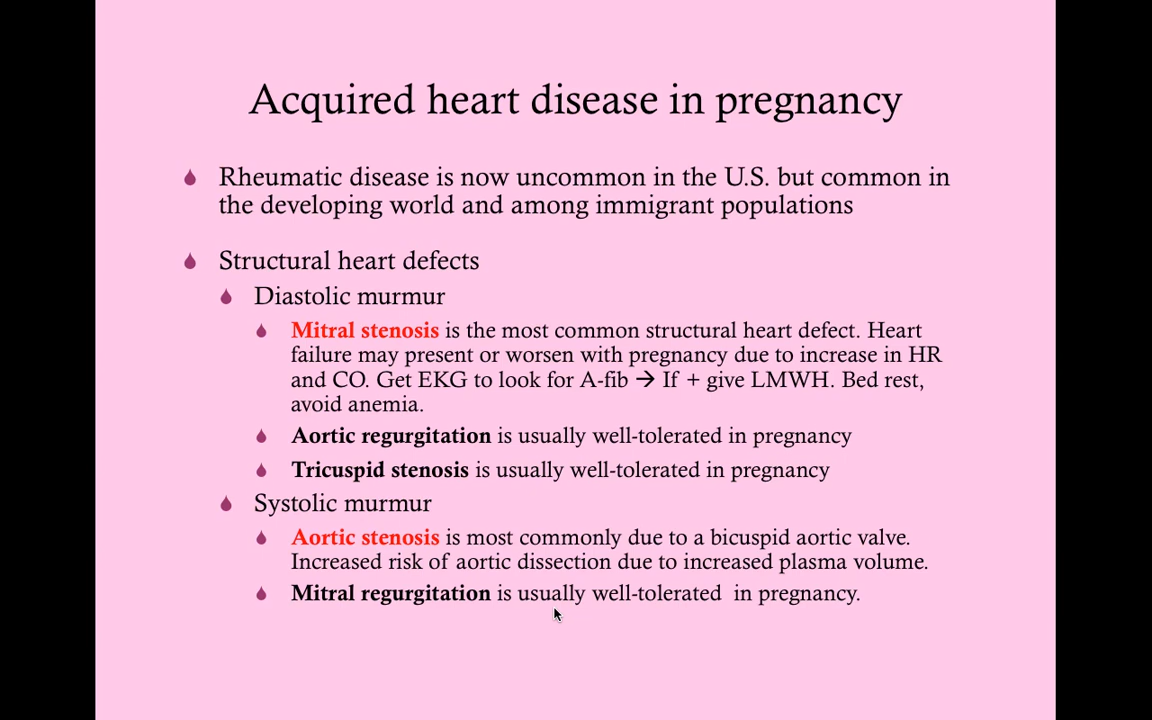 Acquired heart disease in pregnancy
Rheumatic disease is now uncommon in the U.S. but common in
the developing world and among immigrant populations
Structural heart defects
Diastolic murmur
Mitral stenosis is the most common structural heart defect. Heart
failure may present or worsen with pregnancy due to increase in HR
and CO. Get EKG to look for A-fib → If + give LMWH. Bed rest,
avoid anemia.
Aortic regurgitation is usually well-tolerated in pregnancy
Tricuspid stenosis is usually well-tolerated in pregnancy
Systolic murmur
Aortic stenosis is most commonly due to a bicuspid aortic valve.
Increased risk of aortic dissection due to increased plasma volume.
Mitral regurgitation is usually well-tolerated  in pregnancy.